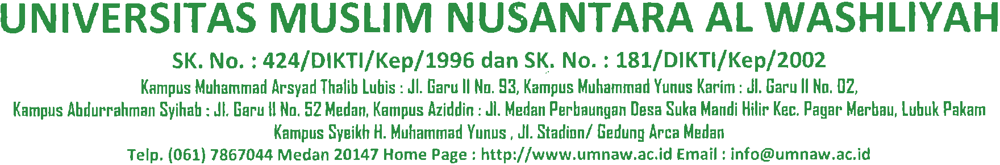 UNIVERSITAS MUSLIM NUSANTARA AL WASHLIYAH
SK. No. : 424/DIKTI/Kep/1996 dan SK. No. : 181/DIKTI/Kep/2002
Kampus Muhammad Arsyad Thalib Lubis : Jl. Garu II No. 93, Kampus Muhammad Yunus Karim : Jl. Garu II No. 02,
Kampus Abdurrahman Syihab : Jl. Garu II No. 52 Medan, Kampus Aziddin : Jl. Medan Perbaungan Desa Suka Mandi Hilir Kec. Pagar Merbau, Lubuk Pakam
Kampus Syeikh H. Muhammad Yunus , Jl. Stadion/ Gedung Arca Medan
Telp. (061) 7867044 Medan 20147 Home Page : http://www.umnaw.ac.id Email : info@umnaw.ac.id